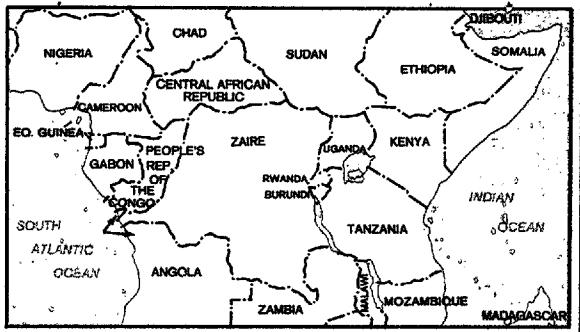 DJIBOUTI
CHAD
NIGERIA
SUDAN
SOMALIA
ETHIOPIA
CENTRAL AFRICAN
REPUBLIC
CAMEROON
EQ. GUINEA
PEOPLE'S
REP.
OF
THE
CONGO
ZAIRE
UGANDA
KENYA
GABON
RWANDA
BURUNDI
INDIAN
OCEAN
SOUTH
ATLANTIC
OCEAN
TANZANIA
ANGOLA
ZAMBIA
MALAWI
MOZAMBIQUE
MADAGASCAR